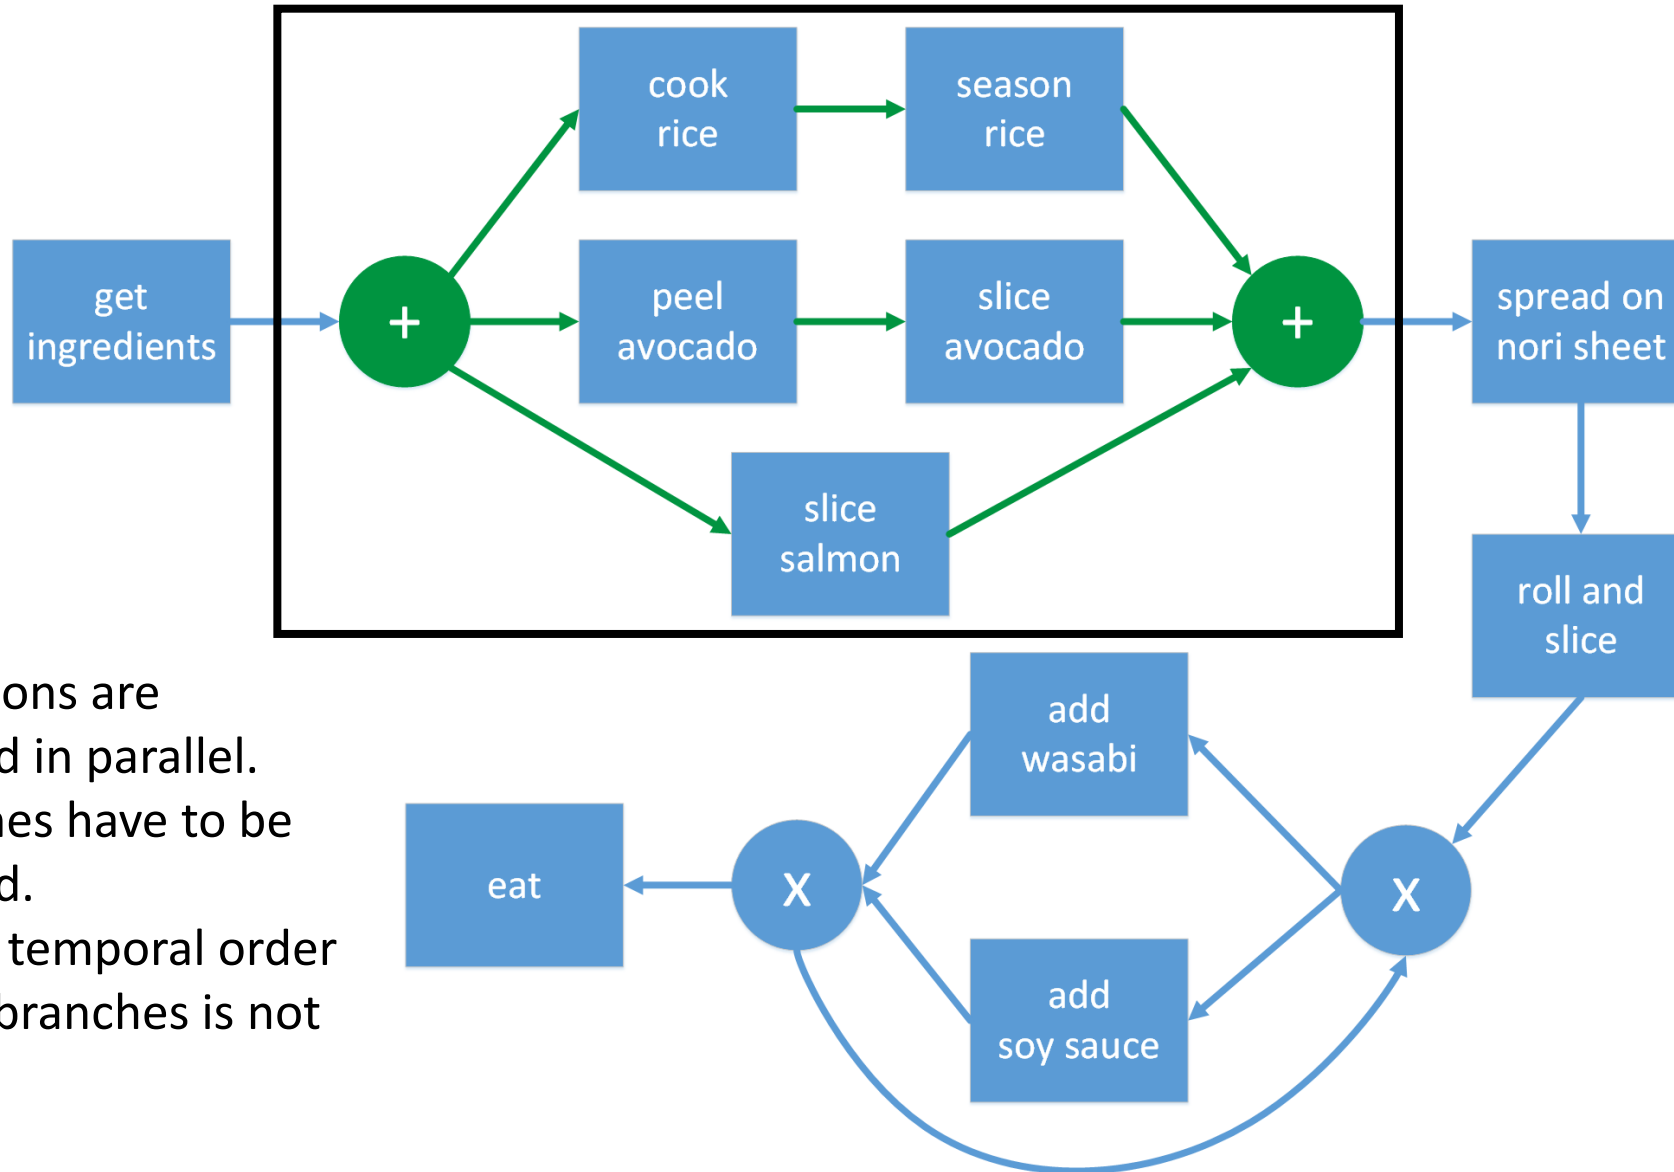 cook
rice
season
rice
get
ingredients
+
peel
avocado
slice
avocado
+
spread on
nori sheet
slice
salmon
roll and
slice
ons are
d in parallel.
nes have to be
d.
temporal order
branches is not
add
wasabi
eat
X
X
add
soy sauce